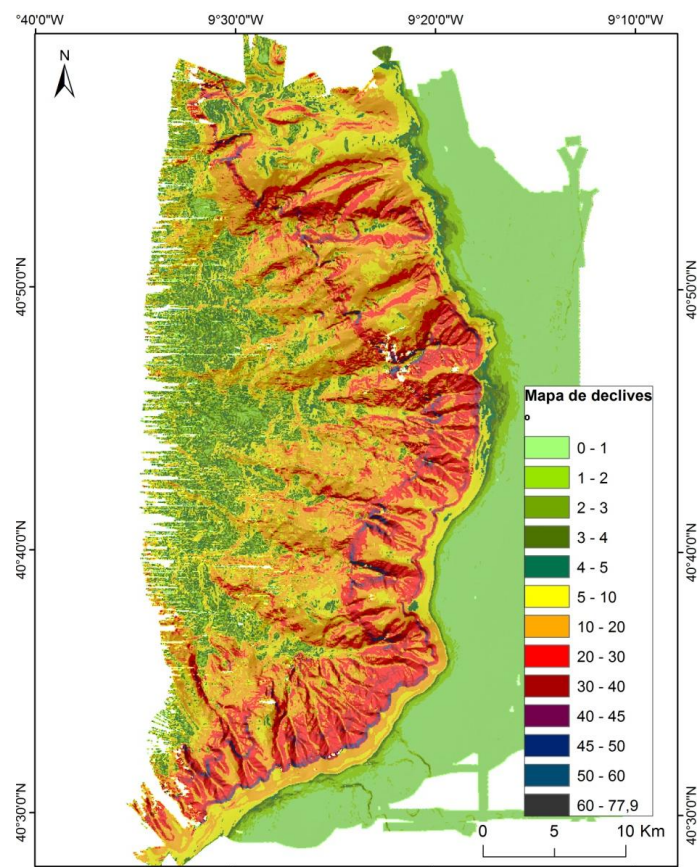 9°40'0"W 9°30'0"W 9°20'0"W 9°10'0"W
N
40°50'0"N 40°50'0"N
Mapa de declives
º
0 - 1
1 - 2
2 - 3
3 - 4
4 - 5
5 - 10
10 - 20
20 - 30
30 - 40
40 - 45
45 - 50
50 - 60
60 - 77,9
40°40'0"N 40°40'0"N
40°30'0"N 40°30'0"N
0 5 10 Km